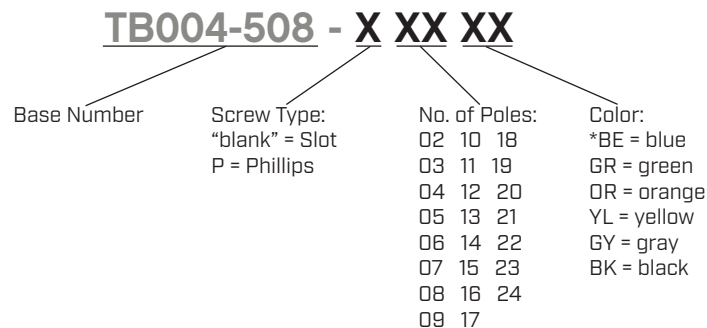 TB004-508 - X XX XX
Base Number
Screw Type:
“blank” = Slot
P = Phillips
No. of Poles:
02 10 18
03 11 19
04 12 20
05 13 21
06 14 22
07 15 23
08 16 24
09 17
Color:
*BE = blue
GR = green
OR = orange
YL = yellow
GY = gray
BK = black